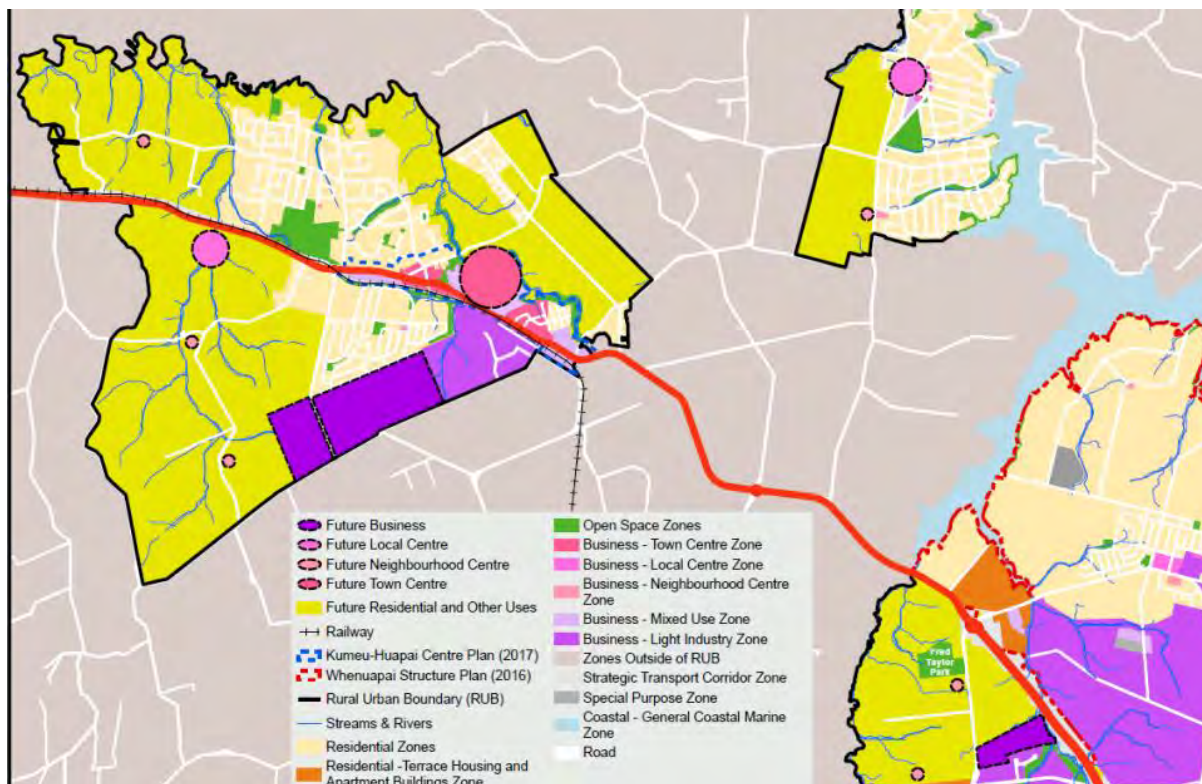 Fred
Taylor
Park
Future Business
Future Local Centre
Future Neighbourhood Centre
Future Town Centre
Future Residential and Other Uses
Railway
Kumeu-Huapai Centre Plan (2017)
Whenuapai Structure Plan (2016)
Rural Urban Boundary (RUB)
Streams & Rivers
Residential Zones
Residential -Terrace Housing and
Apartment Buildings Zone
Open Space Zones
Business - Town Centre Zone
Business - Local Centre Zone
Business - Neighbourhood Centre
Zone
Business - Mixed Use Zone
Business - Light Industry Zone
Zones Outside of RUB
Strategic Transport Corridor Zone
Special Purpose Zone
Coastal - General Coastal Marine
Zone
Road